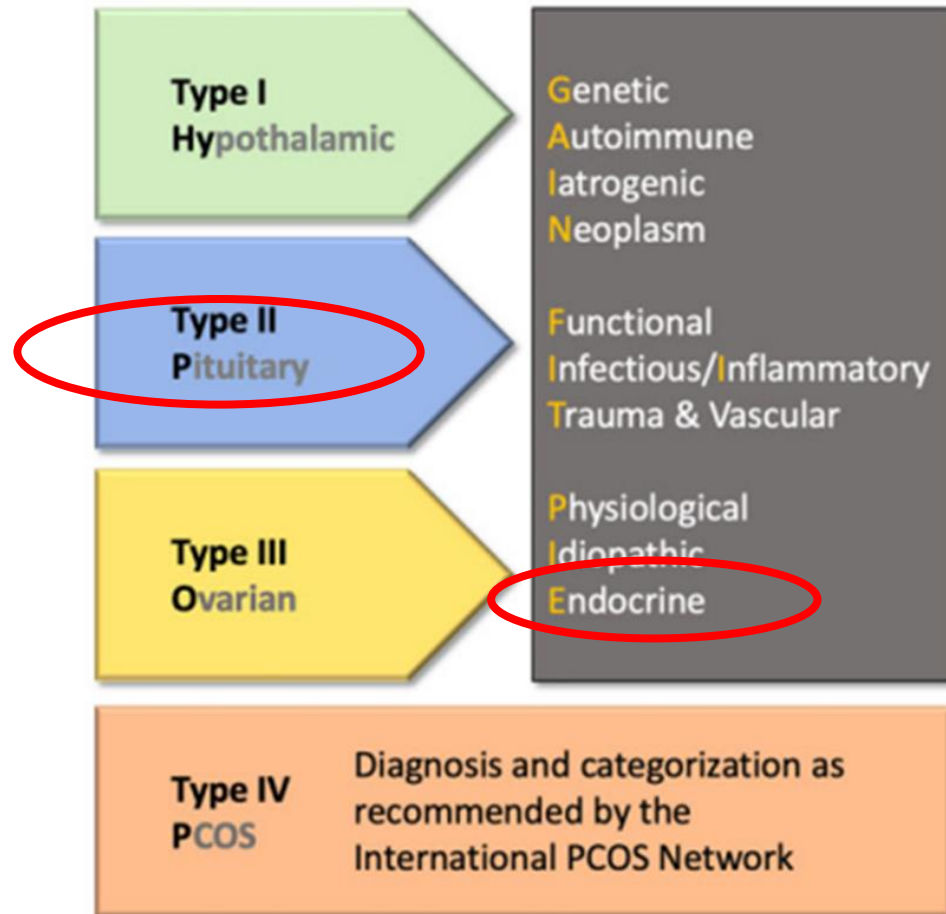 Type I
Hypothalamic
Genetic
Autoimmune
Iatrogenic
Neoplasm
Type II
Pituitary
Functional
Infectious/Inflammatory
Trauma & Vascular
Type III
Ovarian
Physiological
Idiopathic
Endocrine
Type IV
PCOS
Diagnosis and categorization as
recommended by the
International PCOS Network